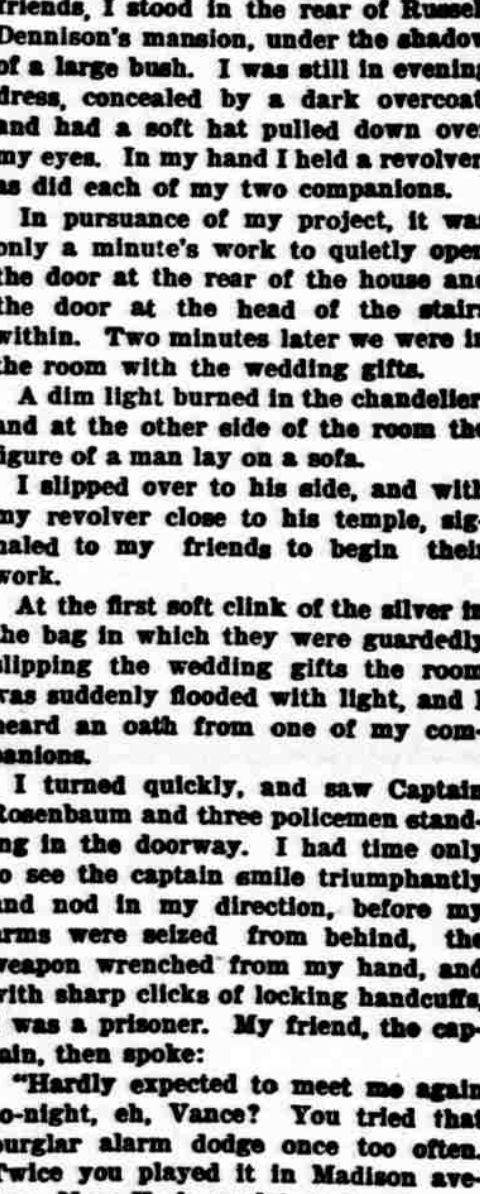 friends, I stood in the rear of Russel
Dennison's mansion, under the shadow
of a large bush. I was still in evening
dress, concealed by a dark overcoat
and had a soft hat pulled down over
my eyes. In my hand I held a revolver
as did each of my two companions.
In pursuance of my project, it was
only a minute's work to quietly open
the door at the rear of the house and
the door at the head of the stairs
within. Two minutes later we were in
the room with the wedding gifts.
A dim light burned in the chandelier
and at the other side of the room the
figure of a man lay on a sofa.
I slipped over to his side, and with
my revolver close to his temple, sig-
naled to my friends to begin their
work.
At the first soft clink of the silver in
the bag in which they were guardedly
slipping the wedding gifts the room
was suddenly flooded with light, and I
heard an oath from one of my com-
panions.
I turned quickly, and saw Captain
Rosenbaum and three policemen stand-
ing in the doorway. I had time only
to see the captain smile triumphantly
and nod in my direction, before my
arms were seized from behind, the
weapon wrenched from my hand, and
with sharp clicks of locking handcuffs,
I was a prisoner. My friend, the cap-
tain, then spoke:
"Hardly expected to meet me again
to-night, eh, Vance? You tried that
burglar alarm dodge once too often.
Twice you played it in Madison ave-